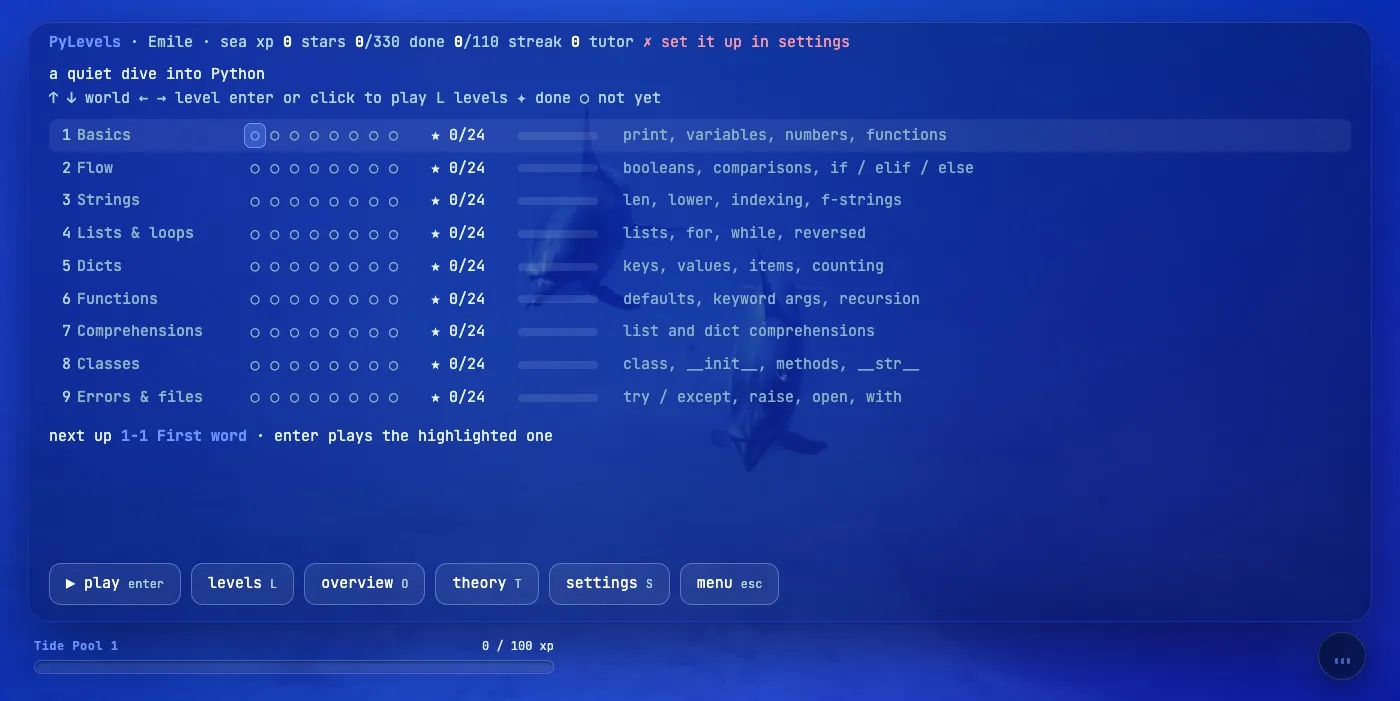 PyLevels · Emile · sea xp 0 stars 0/330 done 0/110 streak 0 tutor ✗ set it up in settings
a quiet dive into Python
↑ ↓ world ← → level enter or click to play L levels ✦ done ○ not yet
1 Basics ○ ○ ○ ○ ○ ○ ○ ○ ★ 0/24 print, variables, numbers, functions
2 Flow ○ ○ ○ ○ ○ ○ ○ ○ ★ 0/24 booleans, comparisons, if / elif / else
3 Strings ○ ○ ○ ○ ○ ○ ○ ○ ★ 0/24 len, lower, indexing, f-strings
4 Lists & loops ○ ○ ○ ○ ○ ○ ○ ○ ★ 0/24 lists, for, while, reversed
5 Dicts ○ ○ ○ ○ ○ ○ ○ ○ ★ 0/24 keys, values, items, counting
6 Functions ○ ○ ○ ○ ○ ○ ○ ○ ★ 0/24 defaults, keyword args, recursion
7 Comprehensions ○ ○ ○ ○ ○ ○ ○ ○ ★ 0/24 list and dict comprehensions
8 Classes ○ ○ ○ ○ ○ ○ ○ ○ ★ 0/24 class, __init__, methods, __str__
9 Errors & files ○ ○ ○ ○ ○ ○ ○ ○ ★ 0/24 try / except, raise, open, with
next up 1-1 First word · enter plays the highlighted one
▶ play enter levels L overview O theory T settings S menu esc
Tide Pool 1 0 / 100 xp